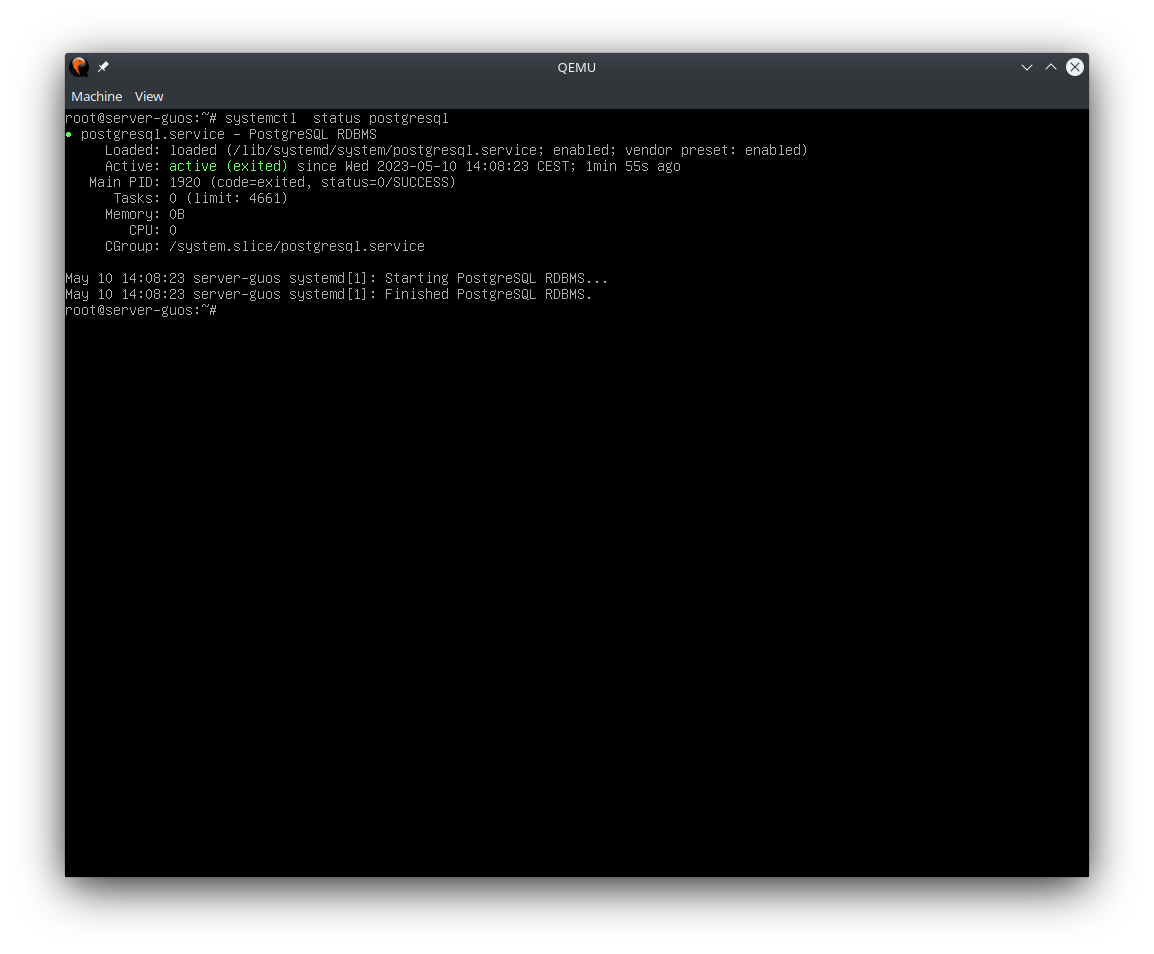 QEMU
Machine View
root@server-guos:~# systemctl  status postgresql
● postgresql.service - PostgreSQL RDBMS
     Loaded: loaded (/lib/systemd/system/postgresql.service; enabled; vendor preset: enabled)
     Active: active (exited) since Wed 2023-05-10 14:08:23 CEST; 1min 55s ago
   Main PID: 1920 (code=exited, status=0/SUCCESS)
      Tasks: 0 (limit: 4661)
     Memory: 0B
        CPU: 0
     CGroup: /system.slice/postgresql.service

May 10 14:08:23 server-guos systemd[1]: Starting PostgreSQL RDBMS...
May 10 14:08:23 server-guos systemd[1]: Finished PostgreSQL RDBMS.
root@server-guos:~#